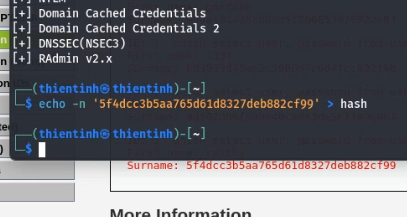 [+] Domain Cached Credentials
[+] Domain Cached Credentials 2
[+] DNSSEC(NSEC3)
[+] RAdmin v2.x
┌──(thientinh㉿thientinh)-[~]
└─$ echo -n '5f4dcc3b5aa765d61d8327deb882cf99' > hash
┌──(thientinh㉿thientinh)-[~]
└─$
Surname: 5f4dcc3b5aa765d61d8327deb882cf99
More Information